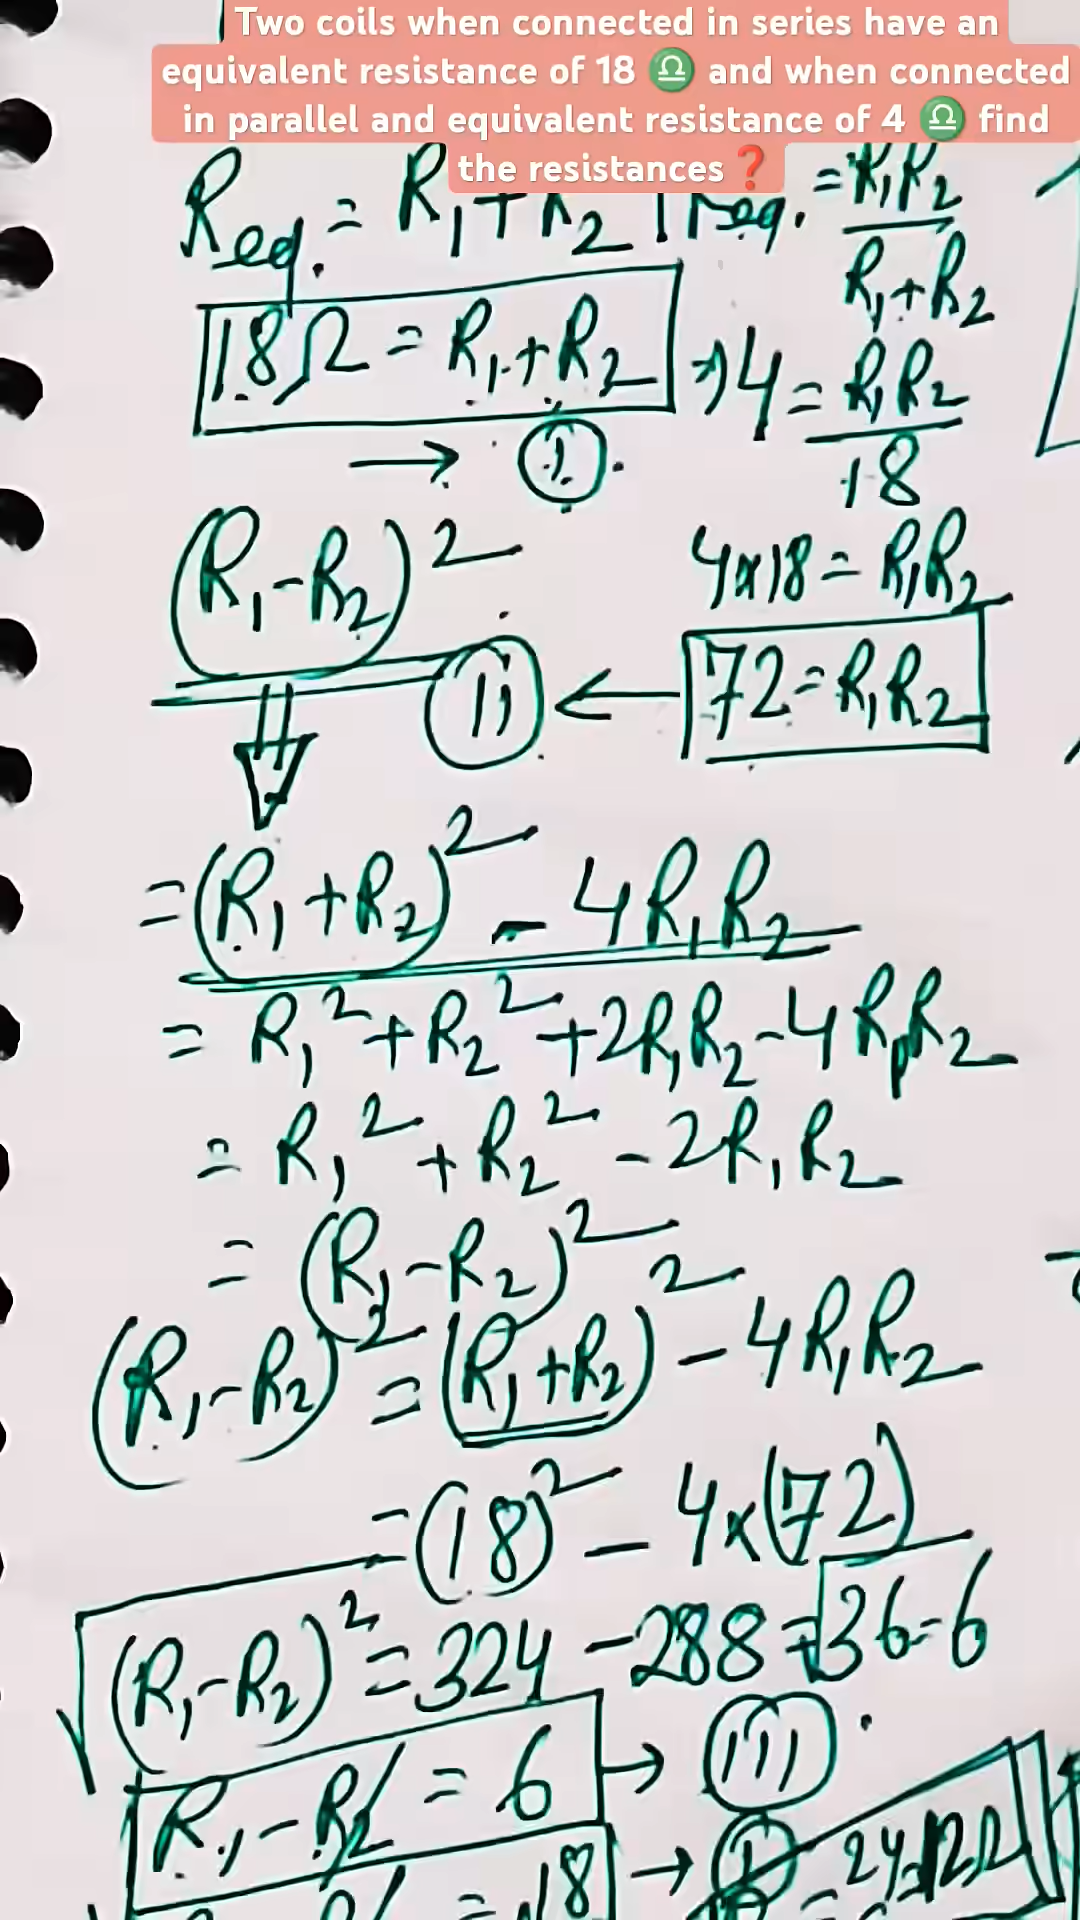 Two coils when connected in series have an
equivalent resistance of 18 ♎ and when connected
in parallel and equivalent resistance of 4 ♎ find
the resistances❓
Req. = R₁+R₂ | Req. = R₁R₂/R₁+R₂
18Ω = R₁+R₂ → 4 = R₁R₂/18
→ (I).
(R₁-R₂)² 4×18 = R₁R₂
(II) ← 72 = R₁R₂
= (R₁+R₂)² - 4R₁R₂
= R₁² + R₂² + 2R₁R₂ - 4R₁R₂
= R₁² + R₂² - 2R₁R₂
= (R₁-R₂)²
(R₁-R₂)² = (R₁+R₂)² - 4R₁R₂
= (18)² - 4×(72)
√(R₁-R₂)² = 324 - 288 = √36 = 6
R₁-R₂ = 6 → (III)
= 18 → (I) = 24 12Ω